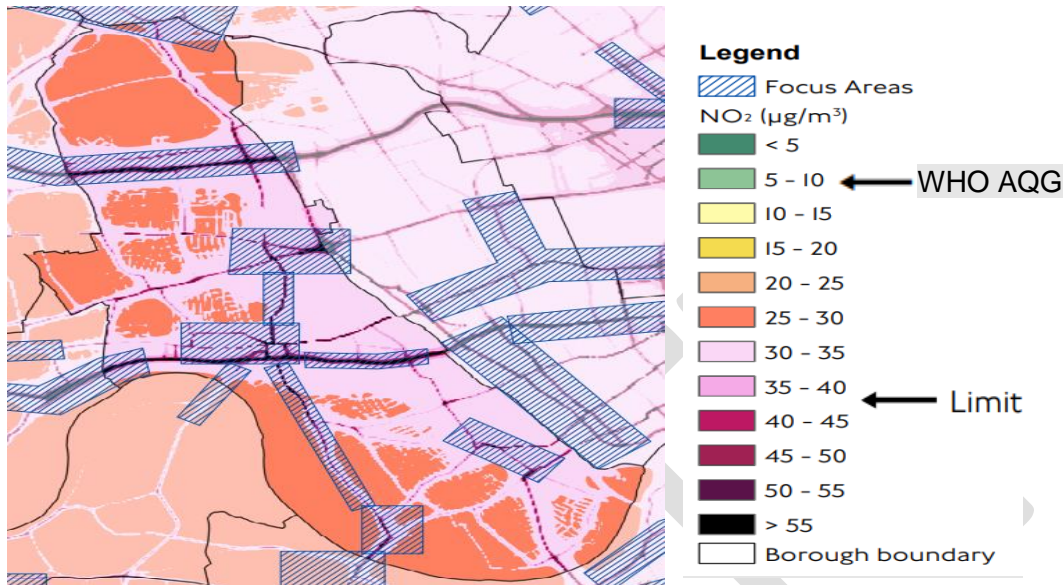 Legend
Focus Areas
NO₂ (µg/m³)
< 5
5 – 10
WHO AQG
10 – 15
15 – 20
20 – 25
25 – 30
30 – 35
35 – 40
Limit
40 – 45
45 – 50
50 – 55
> 55
Borough boundary